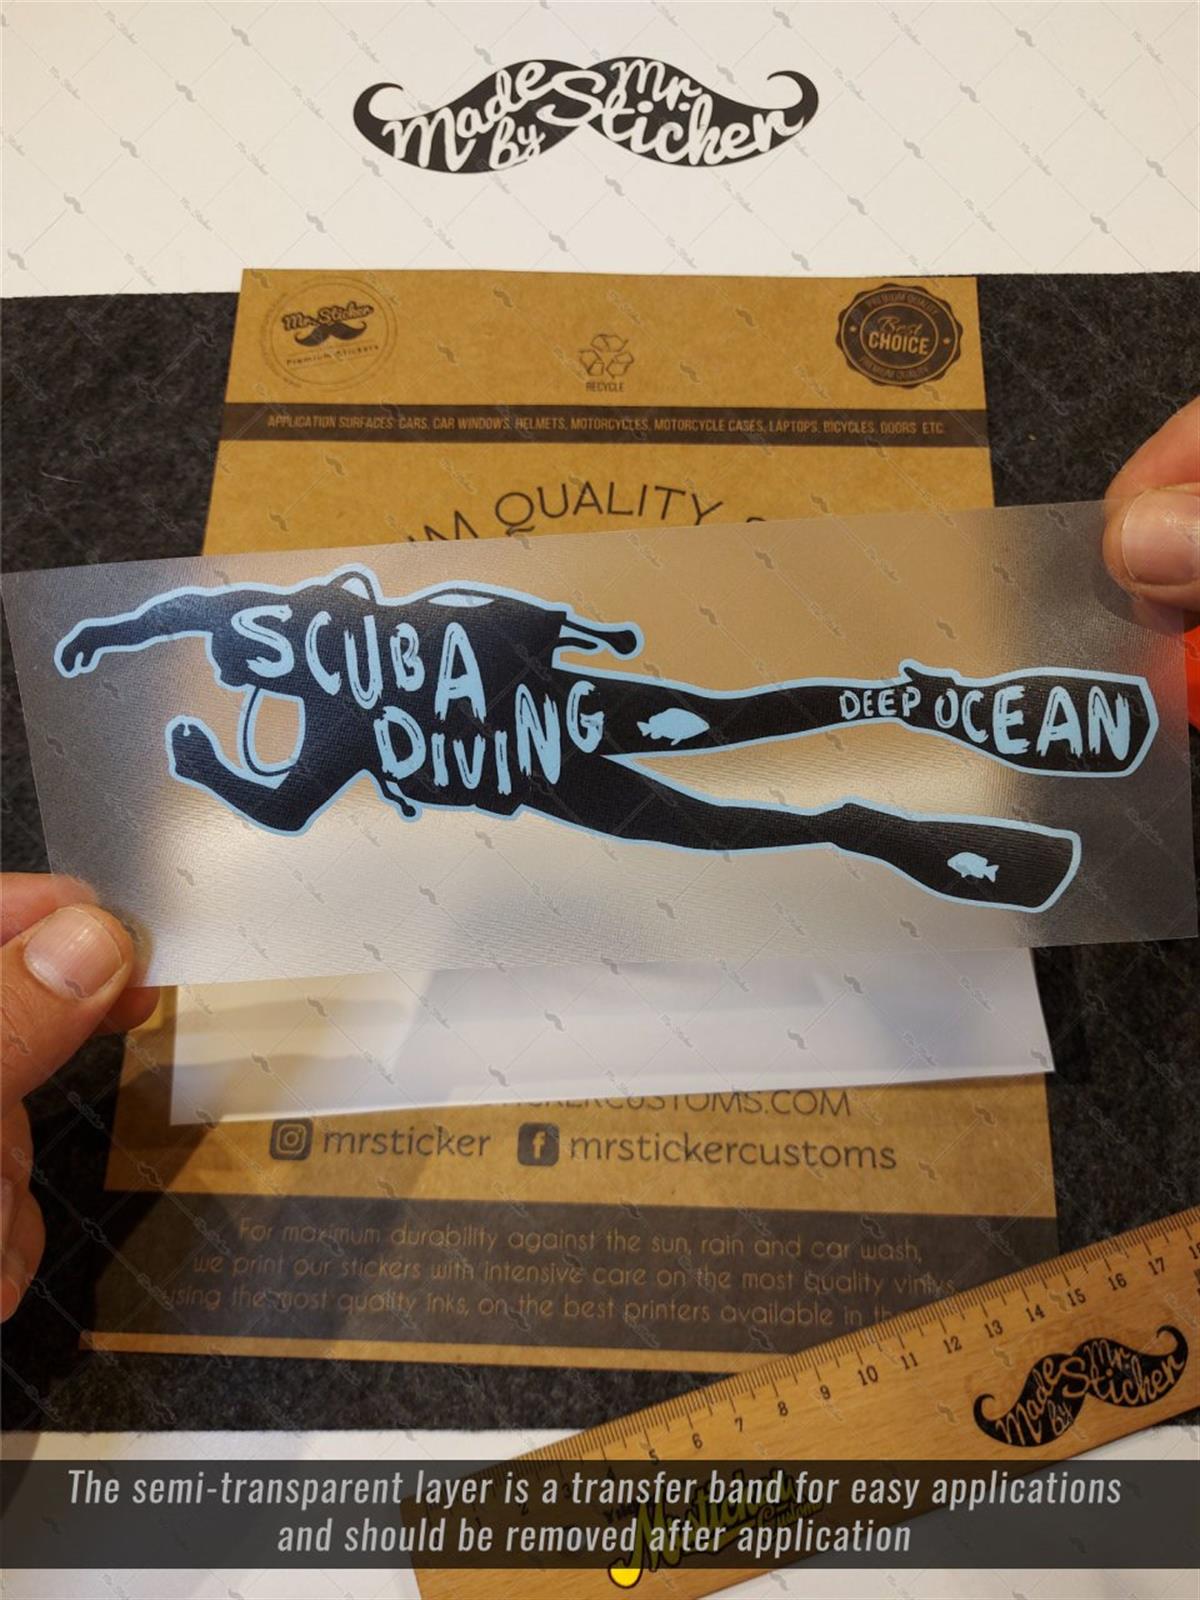 Made by Mr. Sticker
Mr. Sticker
Premium Stickers
RECYCLE
PREMIUM QUALITY
Best
CHOICE
PREMIUM QUALITY
APPLICATION SURFACES: CARS, CAR WINDOWS, HELMETS, MOTORCYCLES, MOTORCYCLE CASES, LAPTOPS, BICYCLES, DOORS ETC.
QUALITY
SCUBA
DIVING
DEEP OCEAN
mrsticker mrstickercustoms
For maximum durability against the sun, rain and car wash,
we print our stickers with intensive care on the most quality vinyls
using the most quality inks, on the best printers available in
5 6 7 8 9 10 11 12 13 14 15 16 17
Made by Mr. Sticker
The semi-transparent layer is a transfer band for easy applications
and should be removed after application